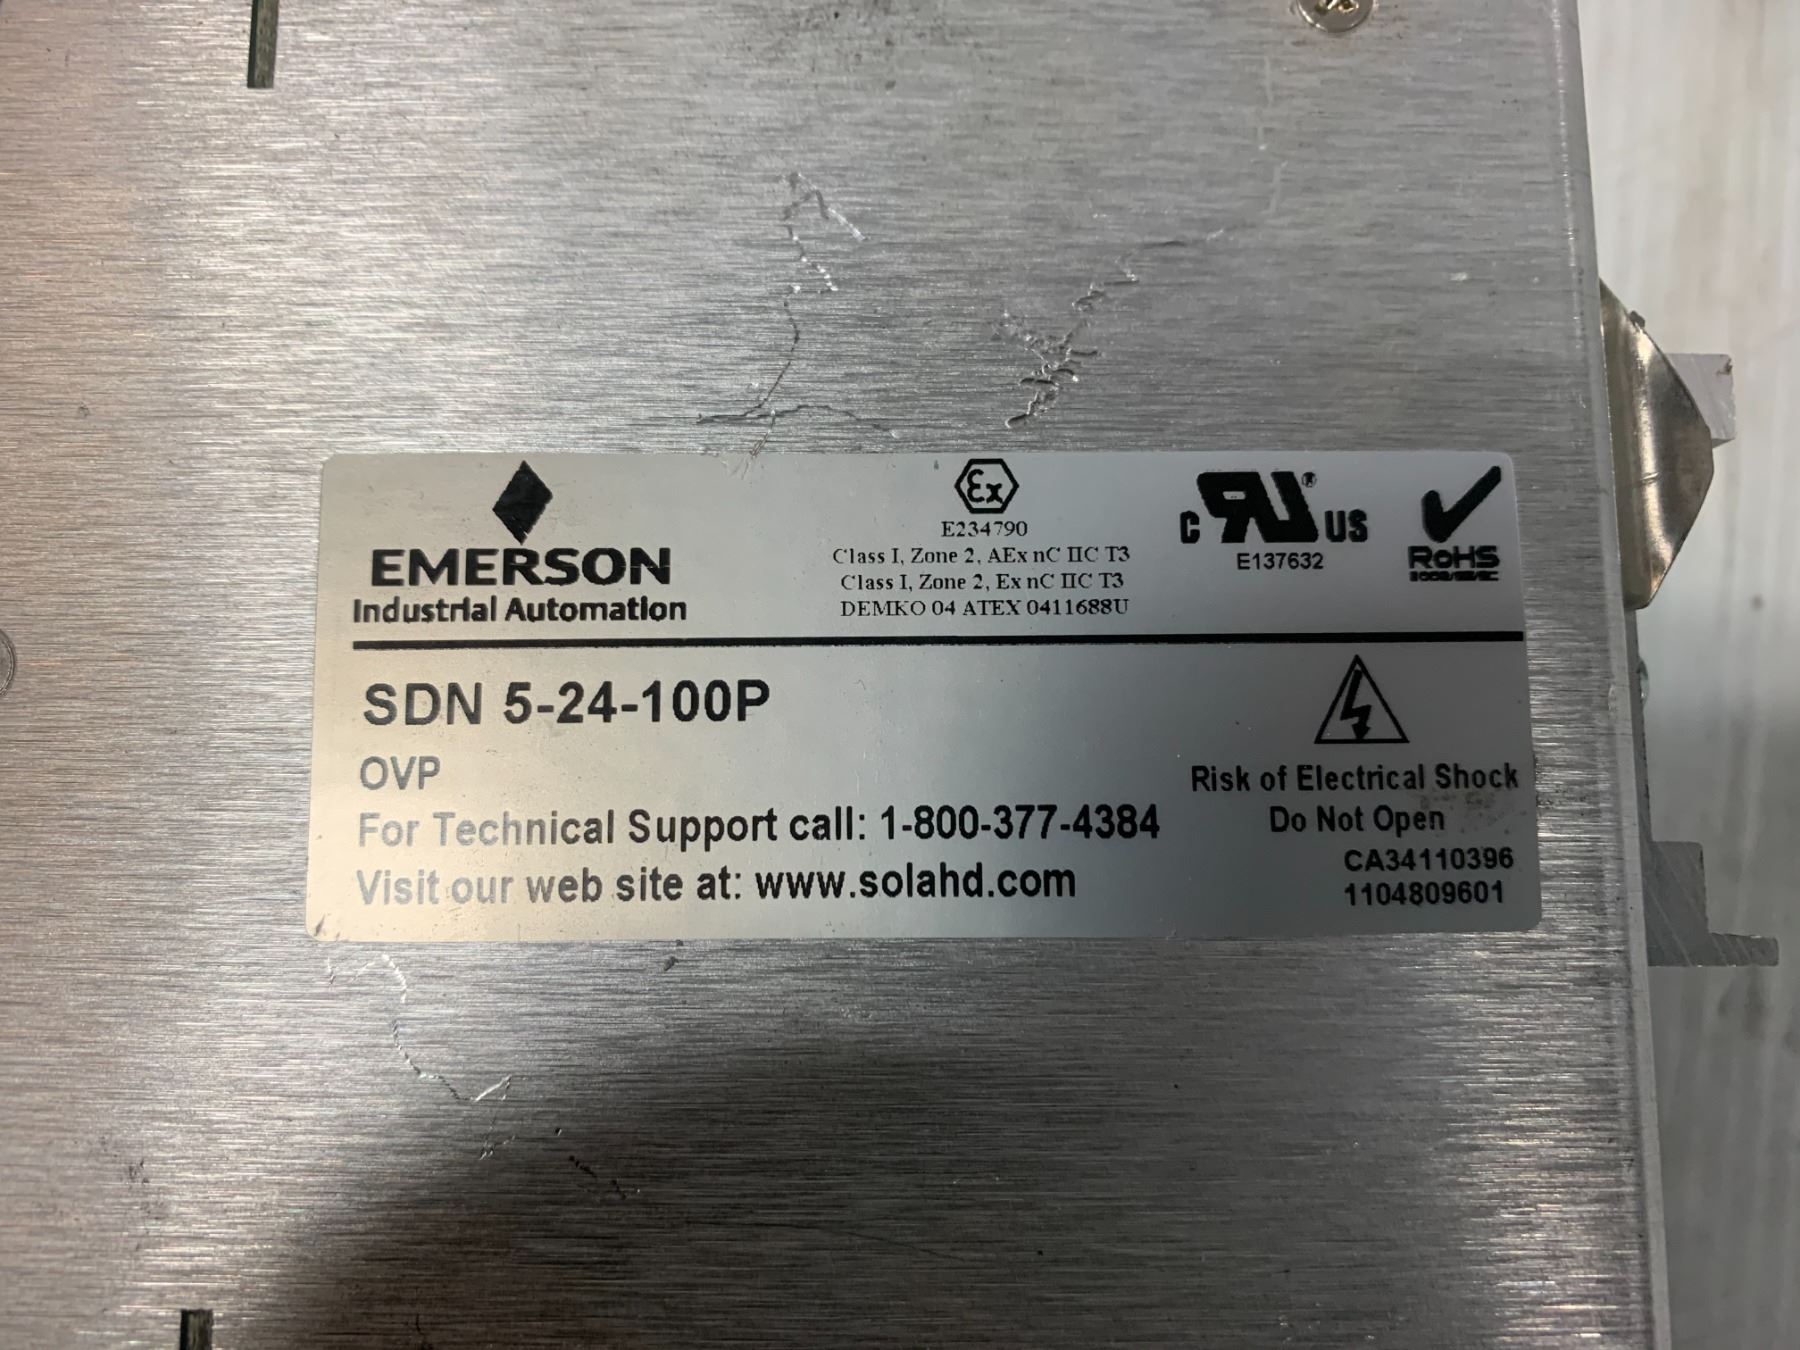 EMERSON
Industrial Automation
Ex
E234790
Class I, Zone 2, AEx nC IIC T3
Class I, Zone 2, Ex nC IIC T3
DEMKO 04 ATEX 0411688U
C RU ® US
E137632
RoHS
SDN 5-24-100P
OVP
For Technical Support call: 1-800-377-4384
Visit our web site at: www.solahd.com
Risk of Electrical Shock
Do Not Open
CA34110396
1104809601